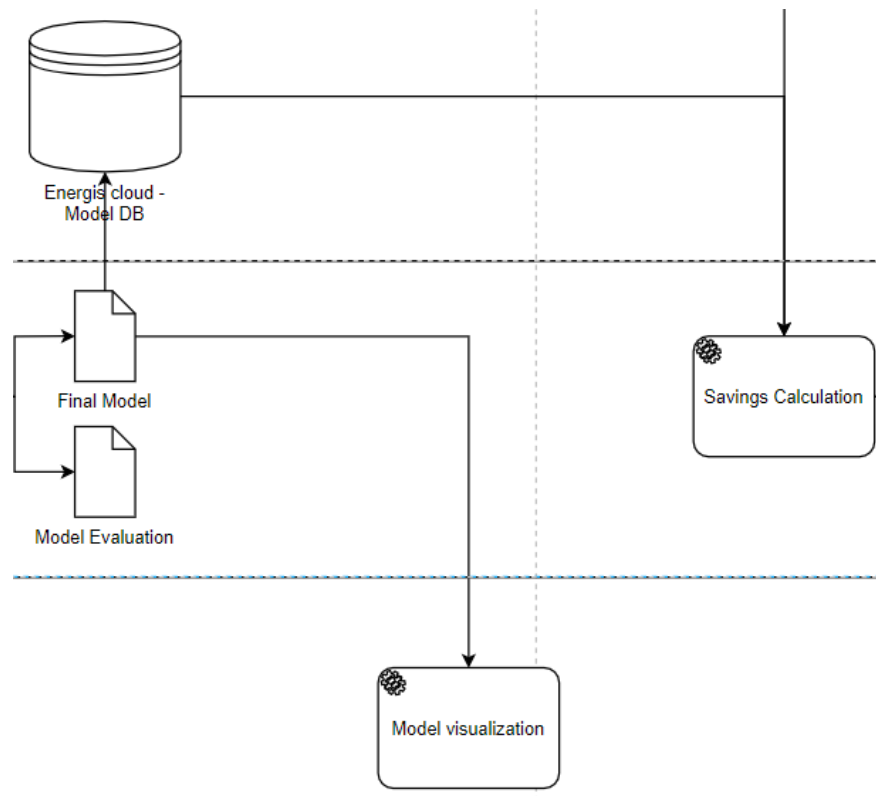 Energis cloud -
Model DB
Final Model
Savings Calculation
Model Evaluation
Model visualization